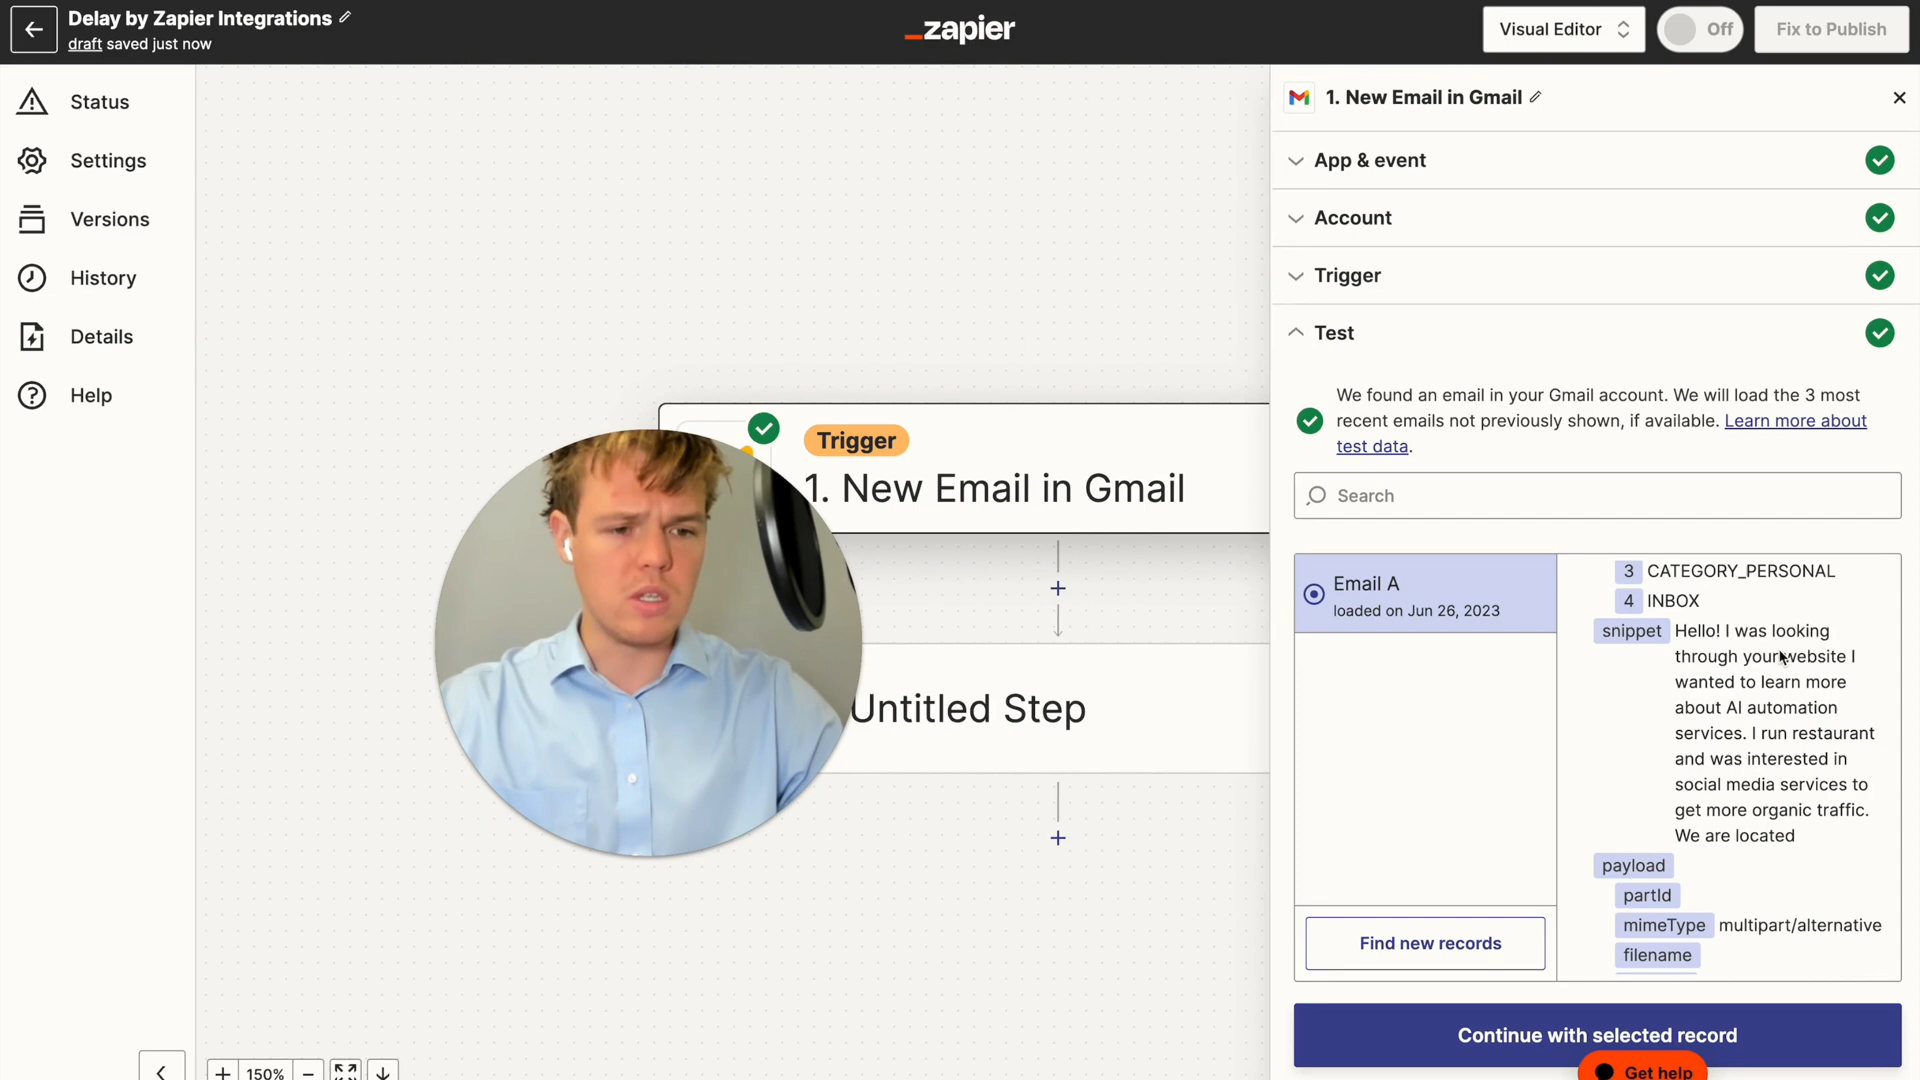 Delay by Zapier Integrations
draft saved just now
zapier
Visual Editor
Off
Fix to Publish
Status
Settings
Versions
History
Details
Help
Trigger
1. New Email in Gmail
Untitled Step
150%
1. New Email in Gmail
App & event
Account
Trigger
Test
We found an email in your Gmail account. We will load the 3 most
recent emails not previously shown, if available. Learn more about
test data.
Search
Email A
loaded on Jun 26, 2023
Find new records
3 CATEGORY_PERSONAL
4 INBOX
snippet Hello! I was looking
through your website I
wanted to learn more
about AI automation
services. I run restaurant
and was interested in
social media services to
get more organic traffic.
We are located
payload
partId
mimeType multipart/alternative
filename
Continue with selected record
Get help